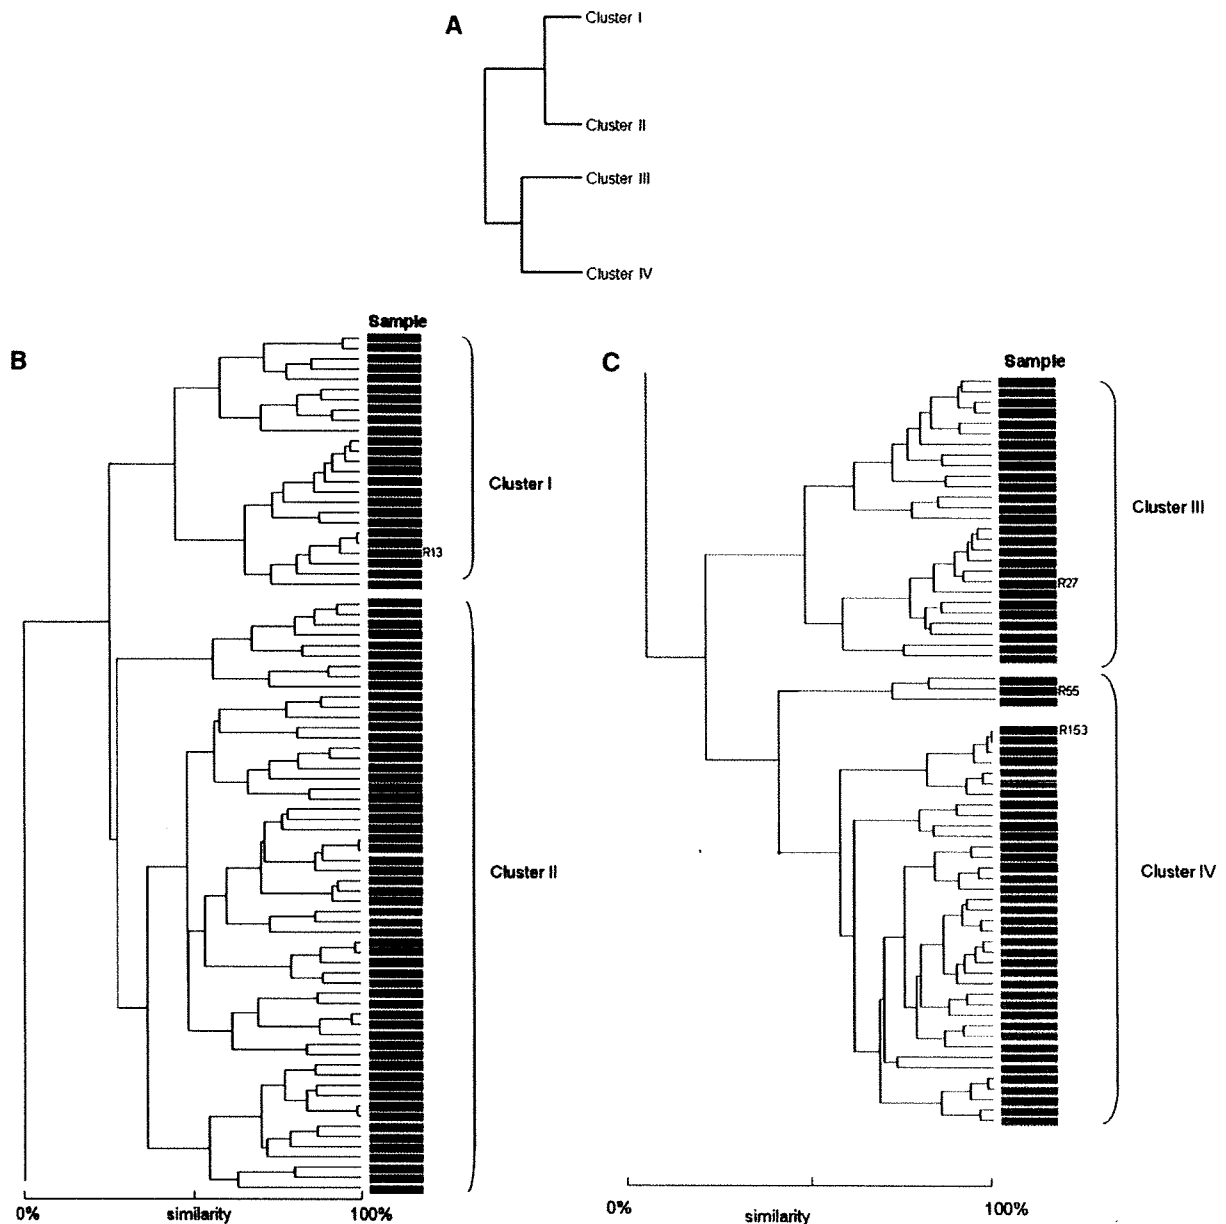 A
Cluster I
Cluster II
Cluster III
Cluster IV
B
Sample
R13
Cluster I
Cluster II
0%
similarity
100%
C
Sample
R27
Cluster III
R55
R153
Cluster IV
0%
similarity
100%